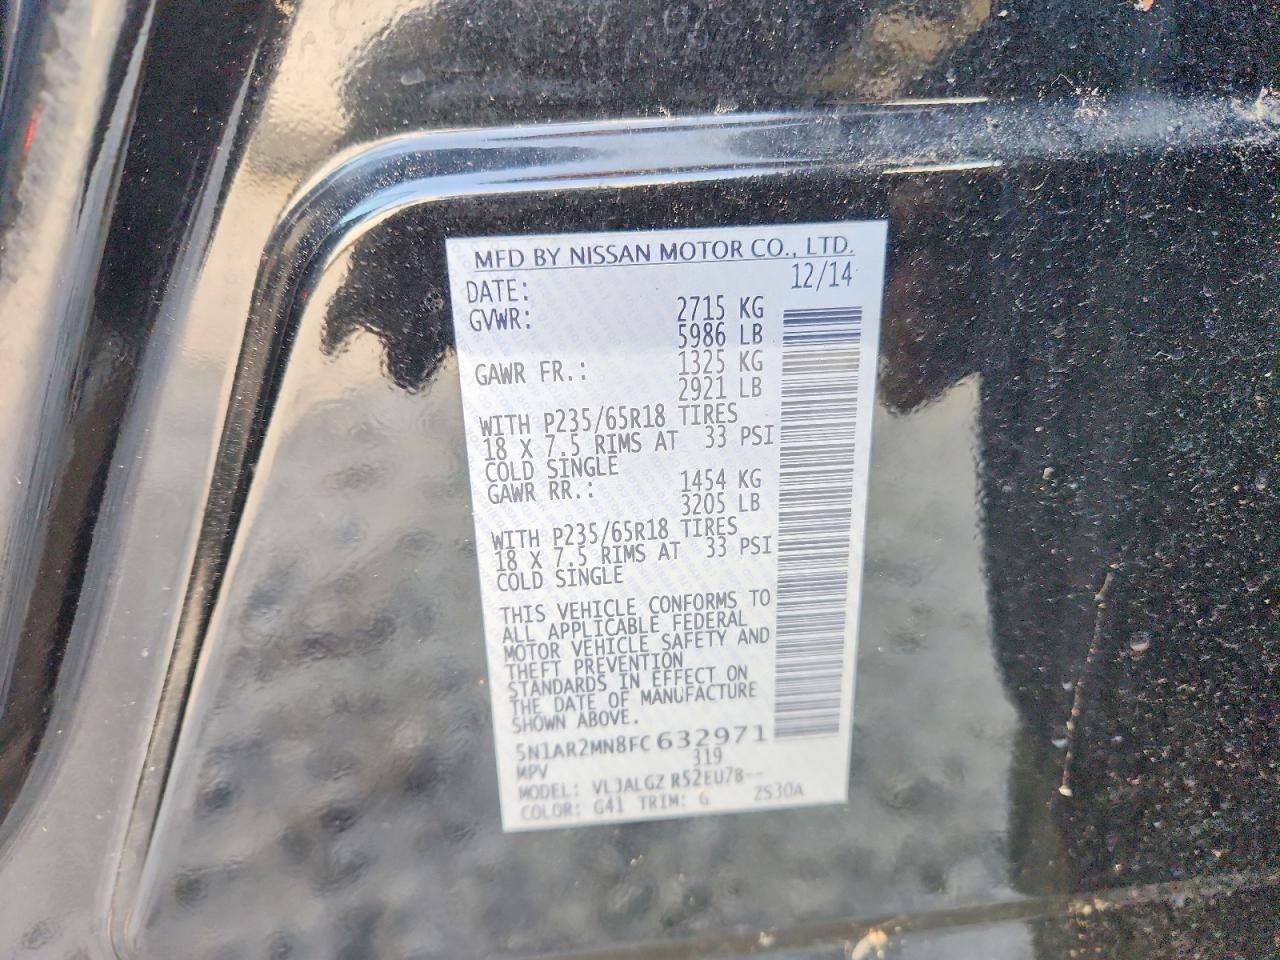 MFD BY NISSAN MOTOR CO., LTD.
DATE: 12/14
GVWR: 2715 KG
5986 LB
GAWR FR.: 1325 KG
2921 LB
WITH P235/65R18 TIRES
18 X 7.5 RIMS AT 33 PSI
COLD SINGLE
GAWR RR.: 1454 KG
3205 LB
WITH P235/65R18 TIRES
18 X 7.5 RIMS AT 33 PSI
COLD SINGLE
THIS VEHICLE CONFORMS TO
ALL APPLICABLE FEDERAL
MOTOR VEHICLE SAFETY AND
THEFT PREVENTION
STANDARDS IN EFFECT ON
THE DATE OF MANUFACTURE
SHOWN ABOVE.
5N1AR2MN8FC632971
MPV 319
MODEL: VLJALGZ R52EU7B--
COLOR: G41 TRIM: G ZS30A